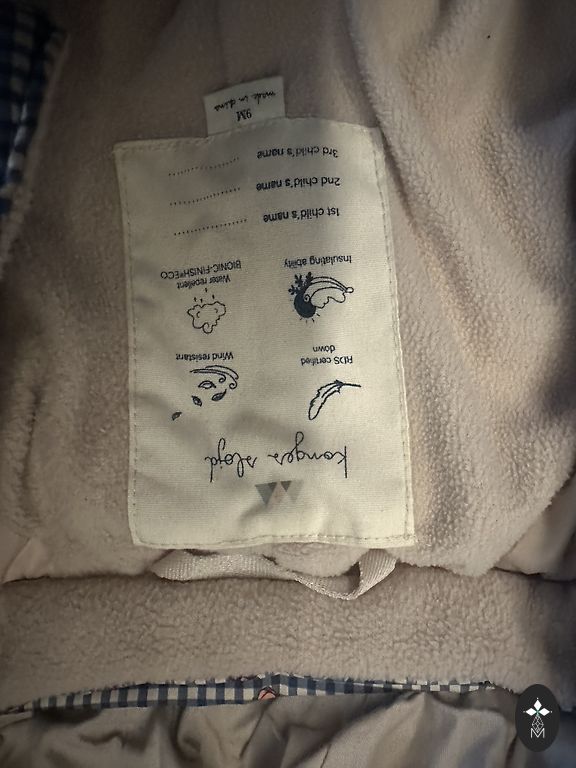 konges sløjd
RDS certified
down
Wind resistant
Insulating ability
Water repellent
BIONIC-FINISH®ECO
1st child's name ..............
2nd child's name ..............
3rd child's name ..............
9M
made in china
M